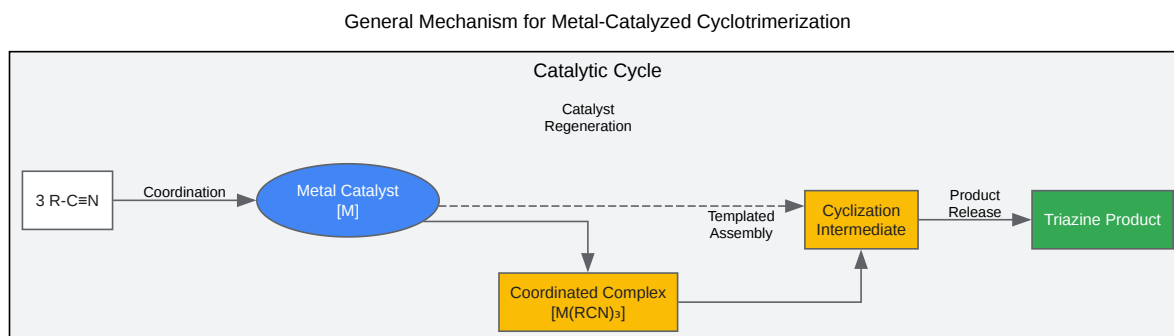 General Mechanism for Metal-Catalyzed Cyclotrimerization
Catalytic Cycle
Catalyst
Regeneration
3 R-C≡N
Coordination
Metal Catalyst
[M]
Templated
Assembly
Cyclization
Intermediate
Product
Release
Triazine Product
Coordinated Complex
[M(RCN)₃]